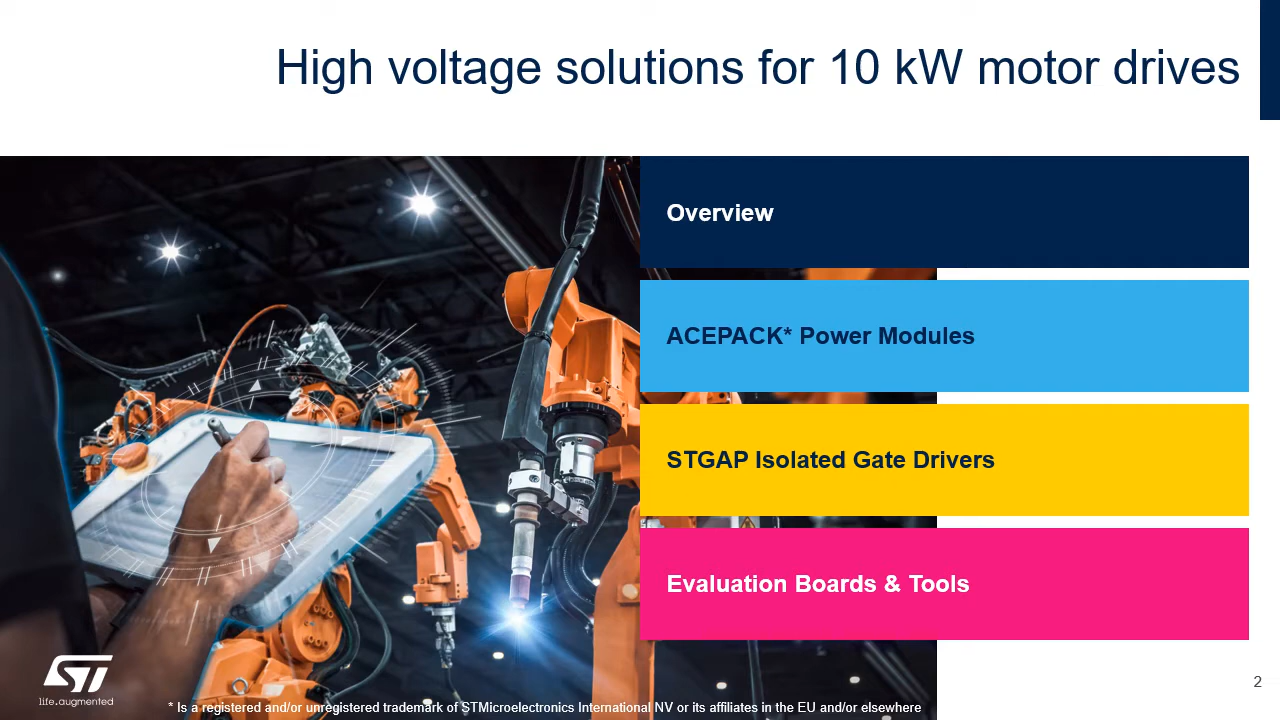 High voltage solutions for 10 kW motor drives
Overview
ACEPACK* Power Modules
STGAP Isolated Gate Drivers
Evaluation Boards & Tools
ST
life.augmented
* Is a registered and/or unregistered trademark of STMicroelectronics International NV or its affiliates in the EU and/or elsewhere
2